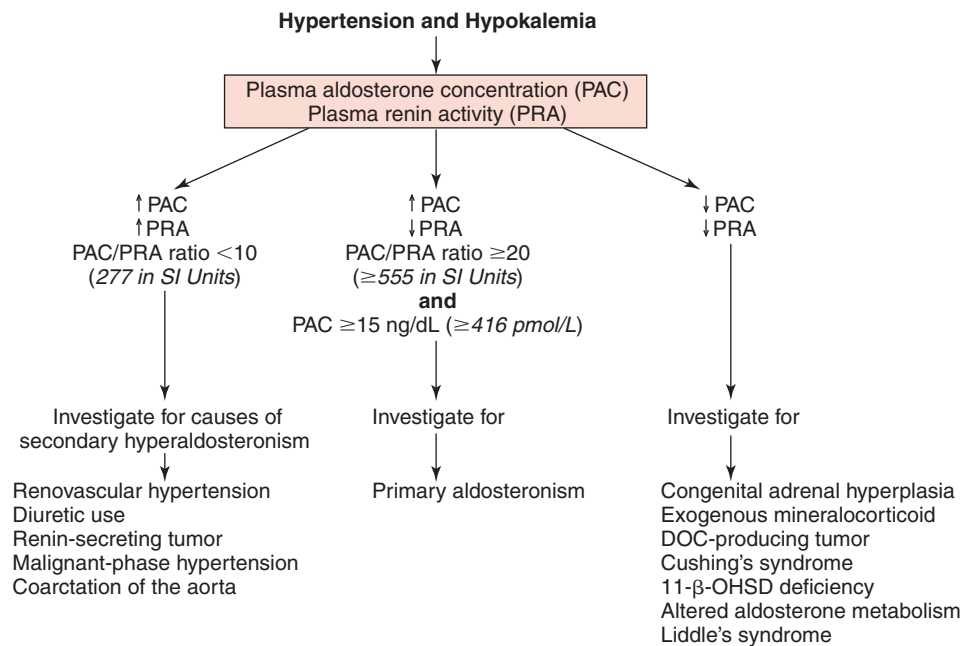 Hypertension and Hypokalemia
Plasma aldosterone concentration (PAC)
Plasma renin activity (PRA)
↑ PAC
↑ PRA
PAC/PRA ratio <10
(277 in SI Units)
↑ PAC
↓ PRA
PAC/PRA ratio ≥20
(≥555 in SI Units)
and
PAC ≥15 ng/dL (≥416 pmol/L)
↓ PAC
↓ PRA
Investigate for causes of
secondary hyperaldosteronism
Renovascular hypertension
Diuretic use
Renin-secreting tumor
Malignant-phase hypertension
Coarctation of the aorta
Investigate for
Primary aldosteronism
Investigate for
Congenital adrenal hyperplasia
Exogenous mineralocorticoid
DOC-producing tumor
Cushing's syndrome
11-β-OHSD deficiency
Altered aldosterone metabolism
Liddle's syndrome